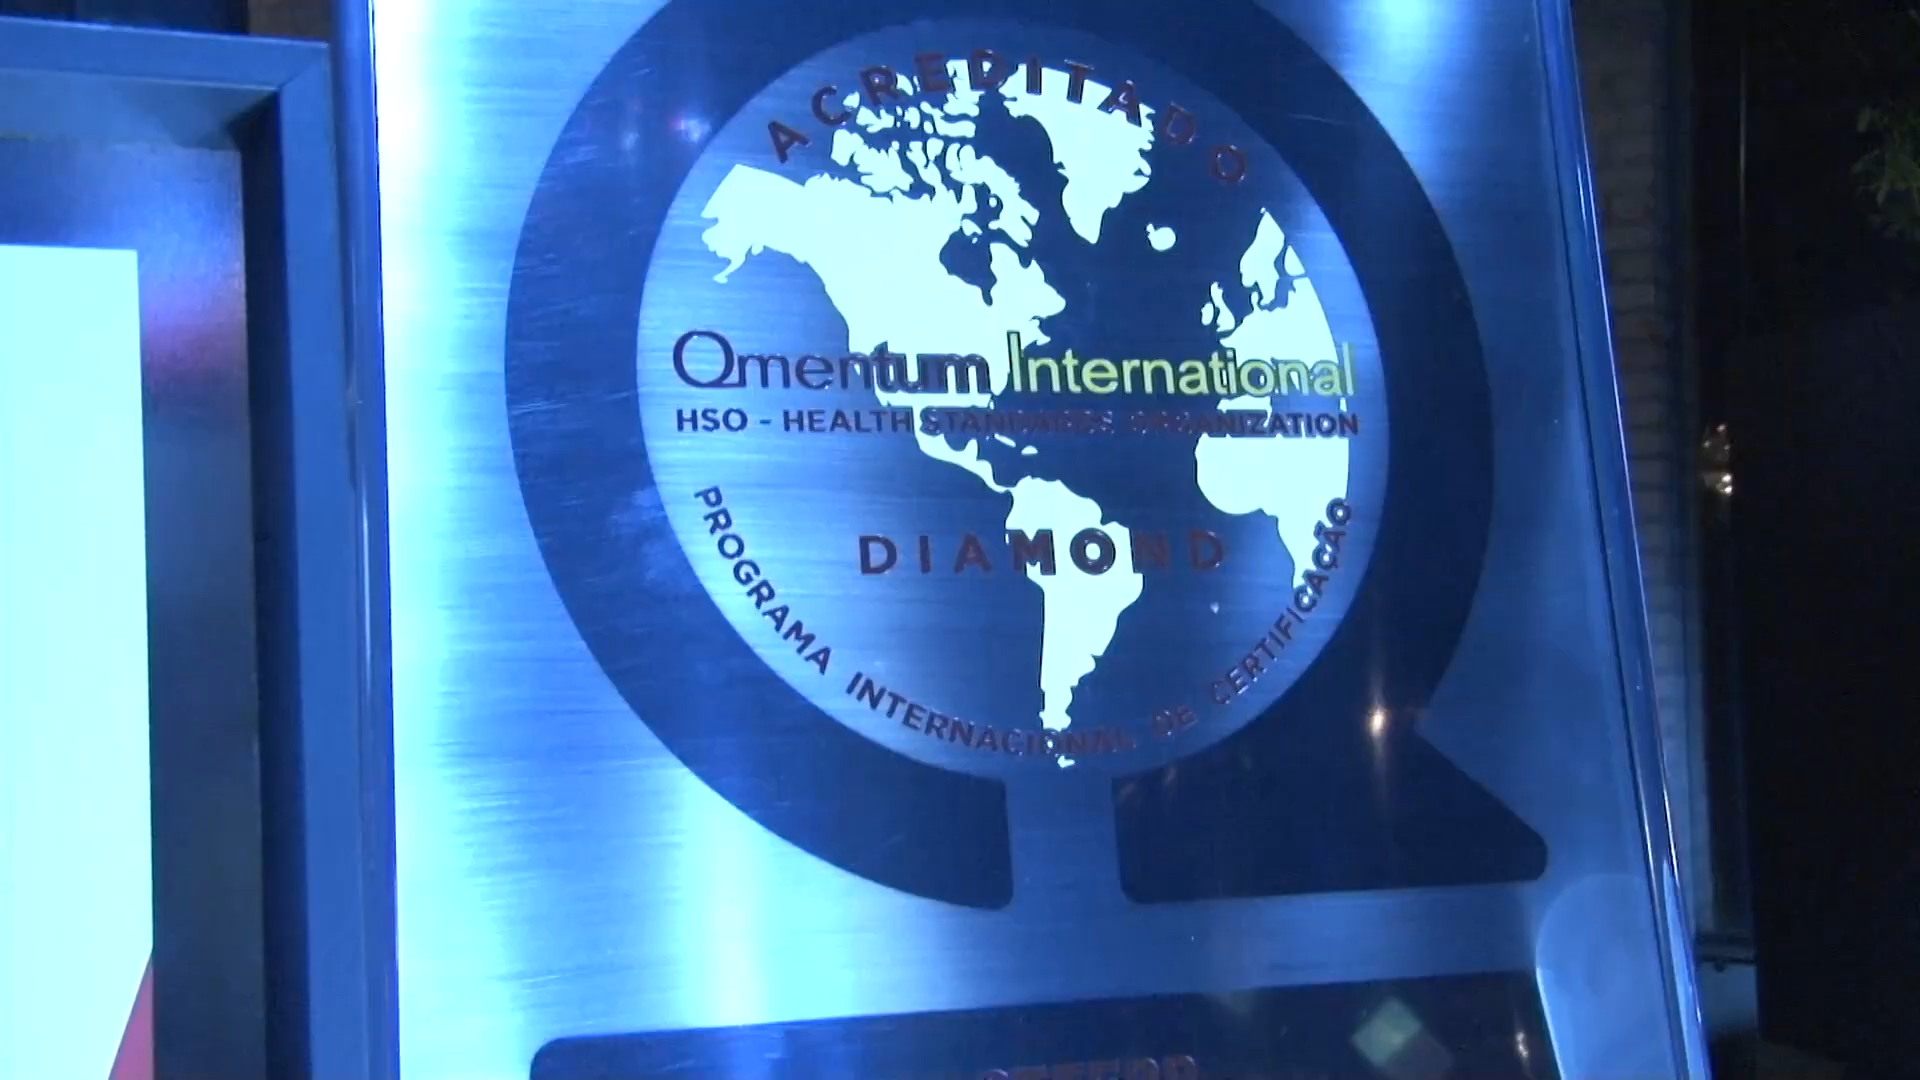 ACREDITADO
Qmentum International
HSO - HEALTH STANDARDS ORGANIZATION
DIAMOND
PROGRAMA INTERNACIONAL DE CERTIFICAÇÃO